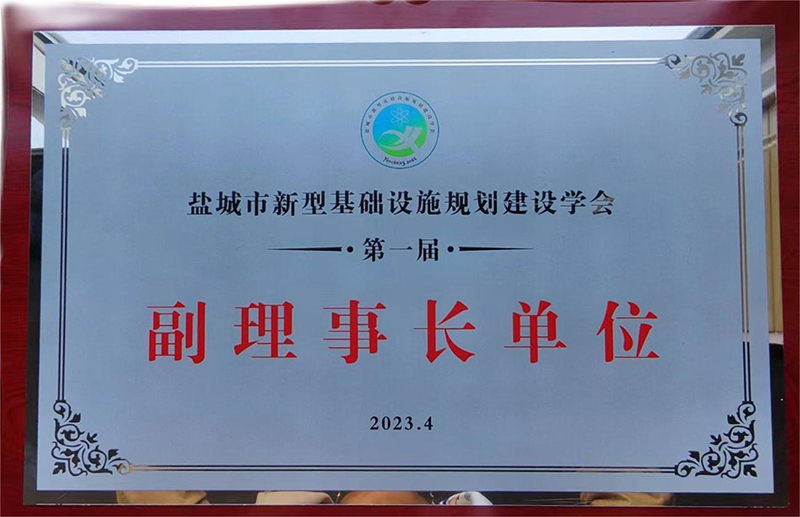 盐城市新型基础设施规划建设学会
第一届
副理事长单位
2023.4